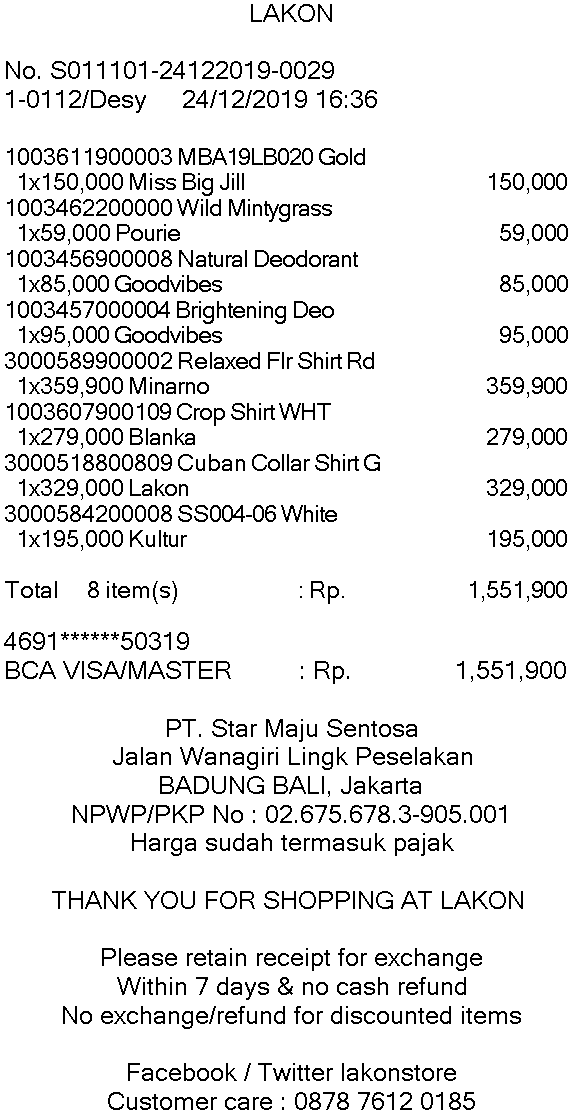 LAKON
No. S011101-24122019-0029
1-0112/Desy 24/12/2019 16:36
1003611900003 MBA19LB020 Gold
1x150,000 Miss Big Jill 150,000
1003462200000 Wild Mintygrass
1x59,000 Pourie 59,000
1003456900008 Natural Deodorant
1x85,000 Goodvibes 85,000
1003457000004 Brightening Deo
1x95,000 Goodvibes 95,000
3000589900002 Relaxed Flr Shirt Rd
1x359,900 Minarno 359,900
1003607900109 Crop Shirt WHT
1x279,000 Blanka 279,000
3000518800809 Cuban Collar Shirt G
1x329,000 Lakon 329,000
3000584200008 SS004-06 White
1x195,000 Kultur 195,000
Total 8 item(s) : Rp. 1,551,900
4691******50319
BCA VISA/MASTER : Rp. 1,551,900
PT. Star Maju Sentosa
Jalan Wanagiri Lingk Peselakan
BADUNG BALI, Jakarta
NPWP/PKP No : 02.675.678.3-905.001
Harga sudah termasuk pajak
THANK YOU FOR SHOPPING AT LAKON
Please retain receipt for exchange
Within 7 days & no cash refund
No exchange/refund for discounted items
Facebook / Twitter lakonstore
Customer care : 0878 7612 0185